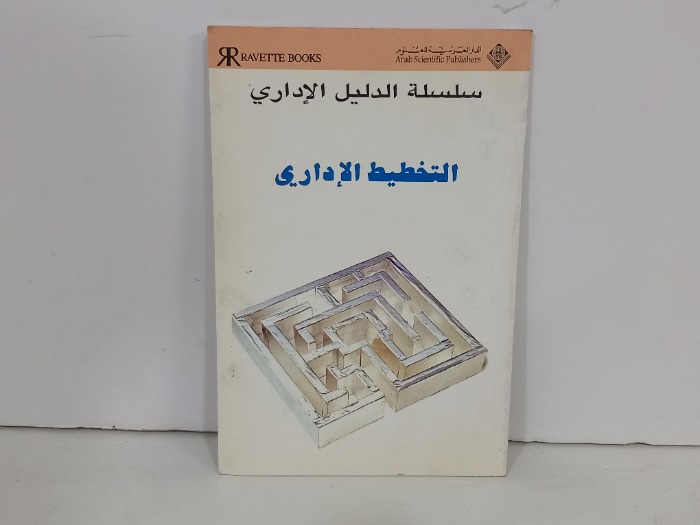 RAVETTE BOOKS
الدار العربية للعلوم
Arab Scientific Publishers
سلسلة الدليل الإداري
التخطيط الإداري